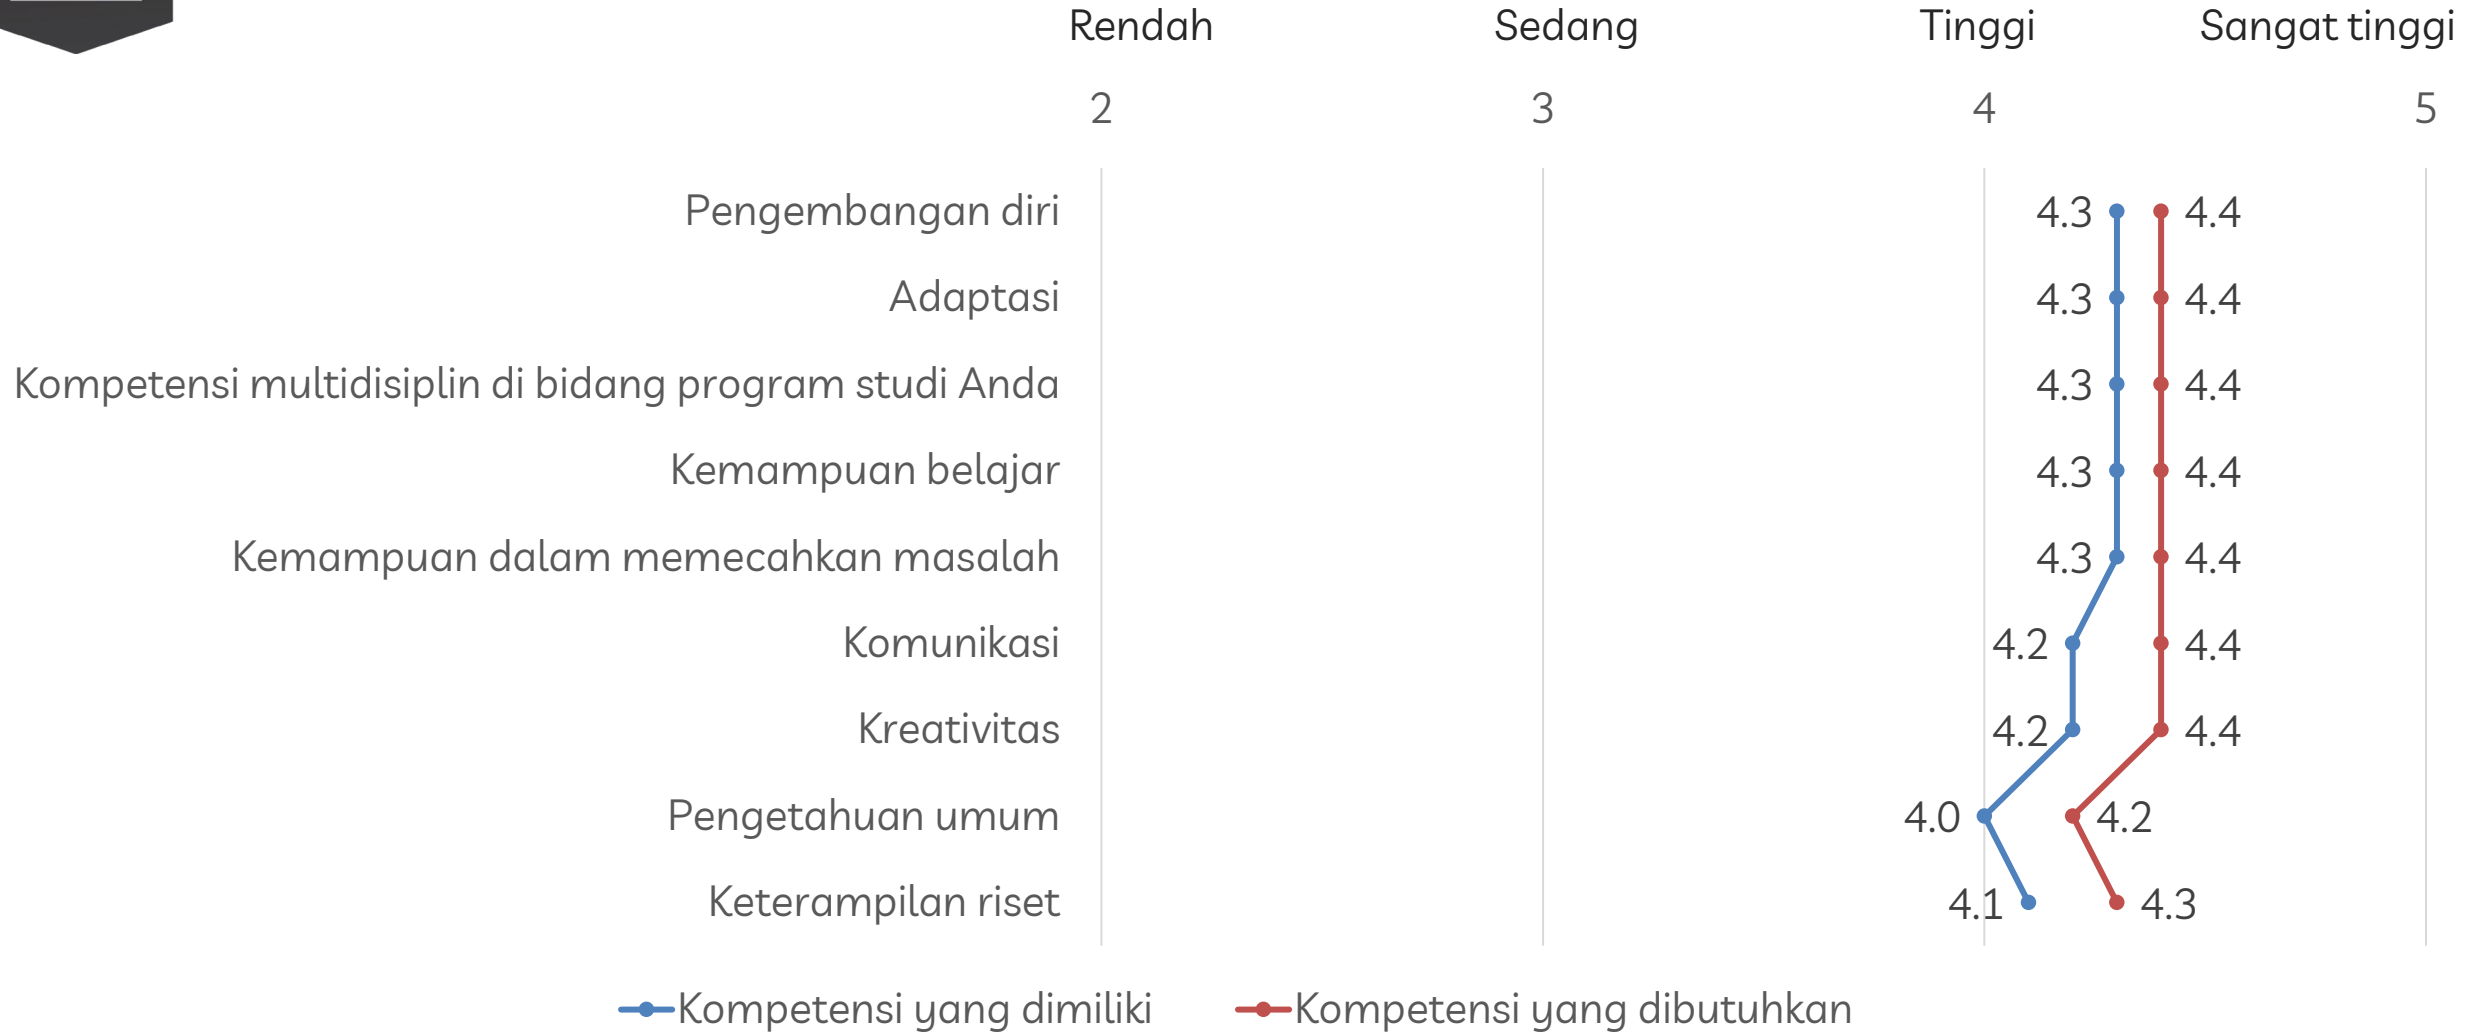 Rendah Sedang Tinggi Sangat tinggi
2 3 4 5
Pengembangan diri 4.3 4.4
Adaptasi 4.3 4.4
Kompetensi multidisiplin di bidang program studi Anda 4.3 4.4
Kemampuan belajar 4.3 4.4
Kemampuan dalam memecahkan masalah 4.3 4.4
Komunikasi 4.2 4.4
Kreativitas 4.2 4.4
Pengetahuan umum 4.0 4.2
Keterampilan riset 4.1 4.3
Kompetensi yang dimiliki Kompetensi yang dibutuhkan